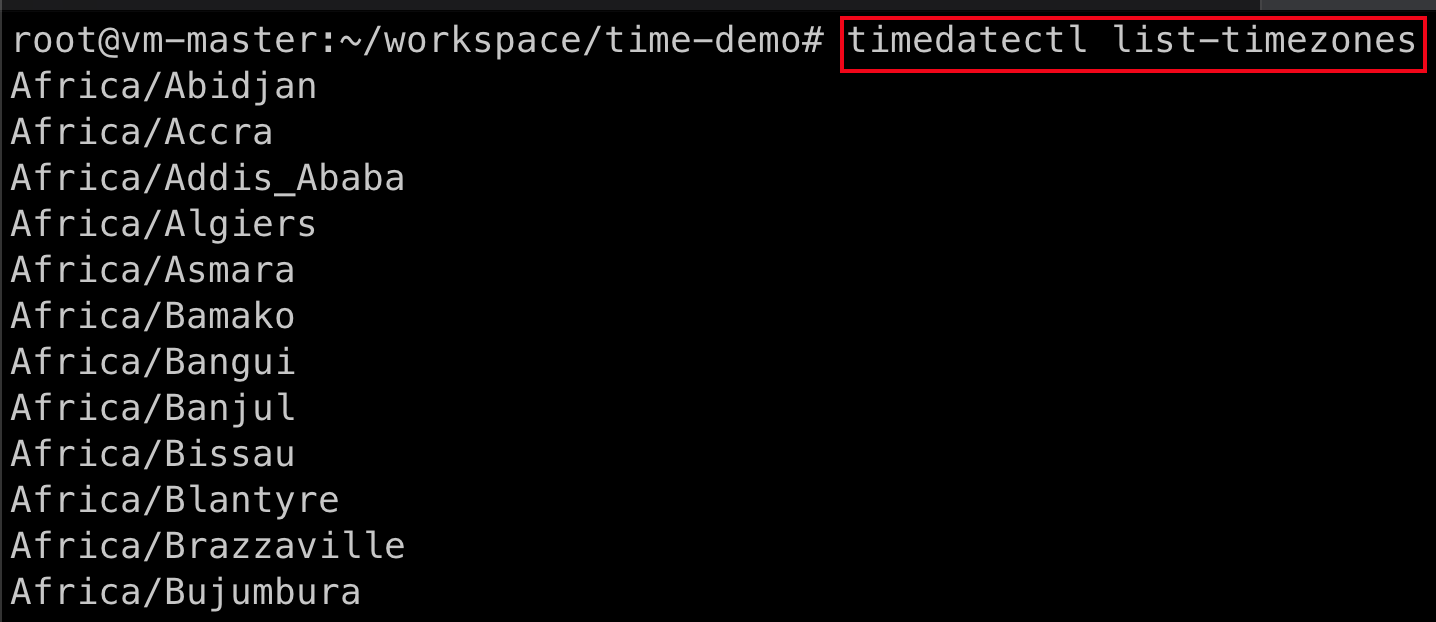 root@vm-master:~/workspace/time-demo# timedatectl list-timezones
Africa/Abidjan
Africa/Accra
Africa/Addis_Ababa
Africa/Algiers
Africa/Asmara
Africa/Bamako
Africa/Bangui
Africa/Banjul
Africa/Bissau
Africa/Blantyre
Africa/Brazzaville
Africa/Bujumbura